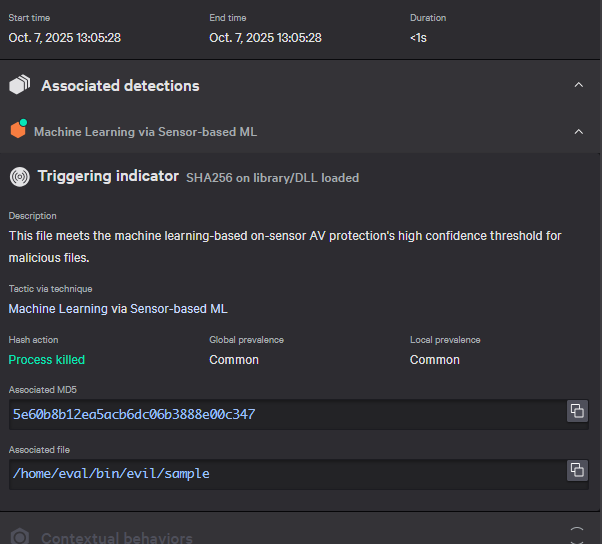 Start time End time Duration
Oct. 7, 2025 13:05:28 Oct. 7, 2025 13:05:28 <1s
Associated detections
Machine Learning via Sensor-based ML
Triggering indicator SHA256 on library/DLL loaded
Description
This file meets the machine learning-based on-sensor AV protection's high confidence threshold for
malicious files.
Tactic via technique
Machine Learning via Sensor-based ML
Hash action Global prevalence Local prevalence
Process killed Common Common
Associated MD5
5e60b8b12ea5acb6dc06b3888e00c347
Associated file
/home/eval/bin/evil/sample
Contextual behaviors